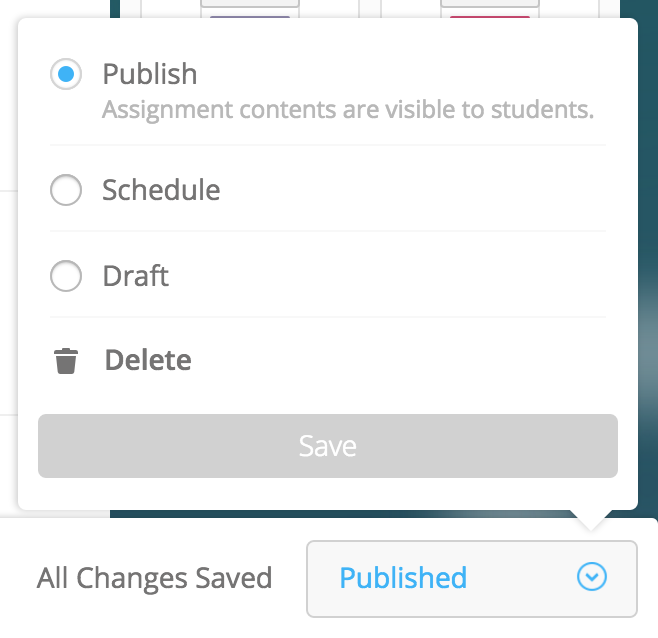 Publish
Assignment contents are visible to students.
Schedule
Draft
Delete
Save
All Changes Saved
Published